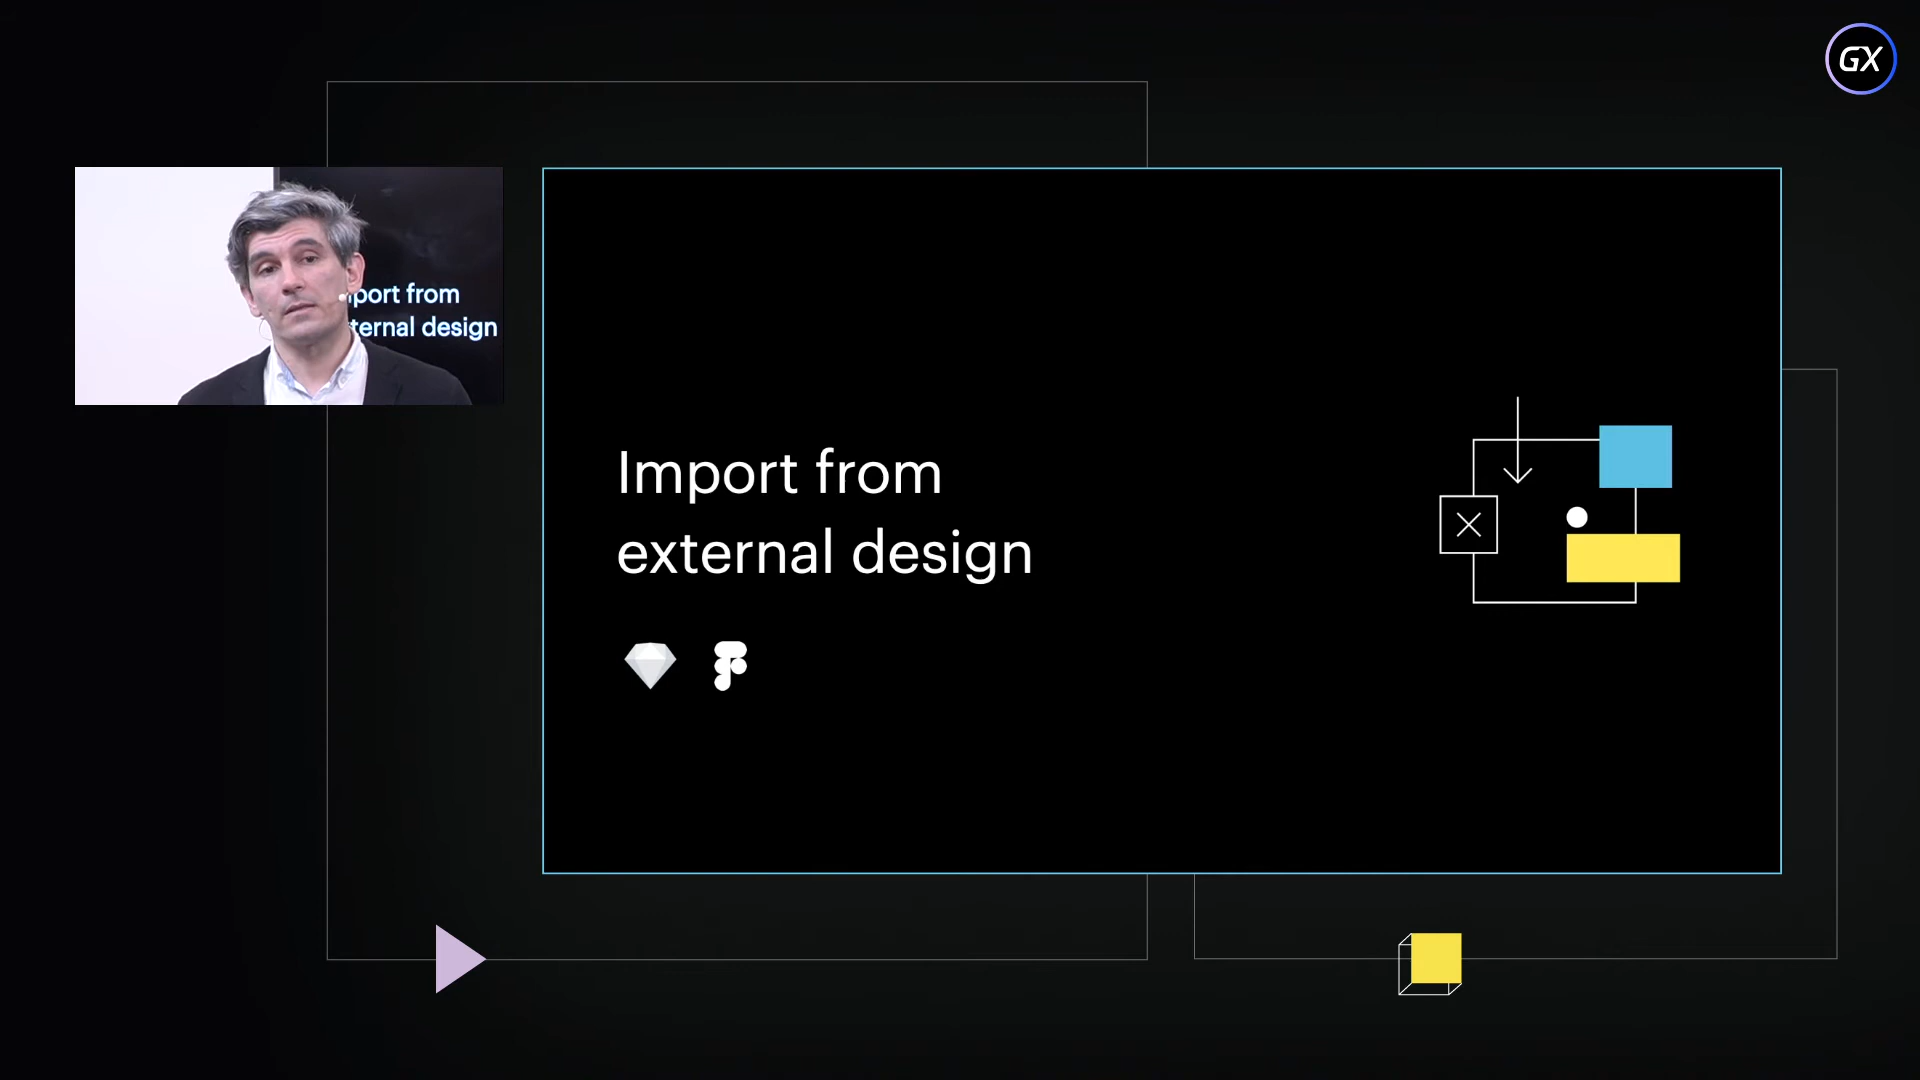 GX
port from
ternal design
Import from
external design